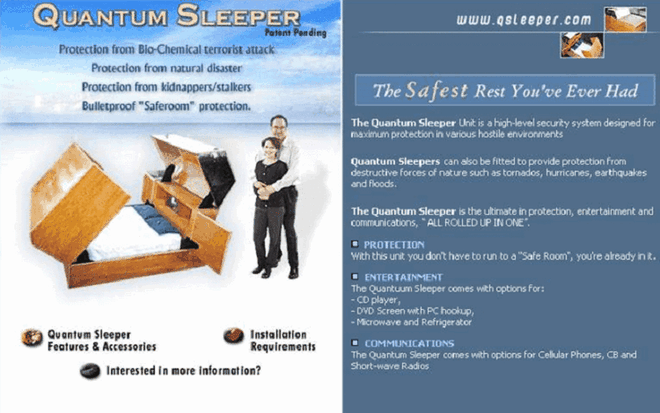 QUANTUM SLEEPER
Patent Pending
Protection from Bio-Chemical terrorist attack
Protection from natural disaster
Protection from kidnappers/stalkers
Bulletproof "Saferoom" protection.
Quantum Sleeper
Features & Accessories
Installation
Requirements
Interested in more information?
www.qsleeper.com
The Safest Rest You've Ever Had
The Quantum Sleeper Unit is a high-level security system designed for
maximum protection in various hostile environments
Quantum Sleepers can also be fitted to provide protection from
destructive forces of nature such as tornados, hurricanes, earthquakes
and floods.
The Quantum Sleeper is the ultimate in protection, entertainment and
communications, " ALL ROLLED UP IN ONE".
PROTECTION
With this unit you don't have to run to a "Safe Room", you're already in it.
ENTERTAINMENT
The Quantuum Sleeper comes with options for:
- CD player,
- DVD Screen with PC hookup,
- Microwave and Refrigerator
COMMUNICATIONS
The Quantum Sleeper comes with options for Cellular Phones, CB and
Short-wave Radios